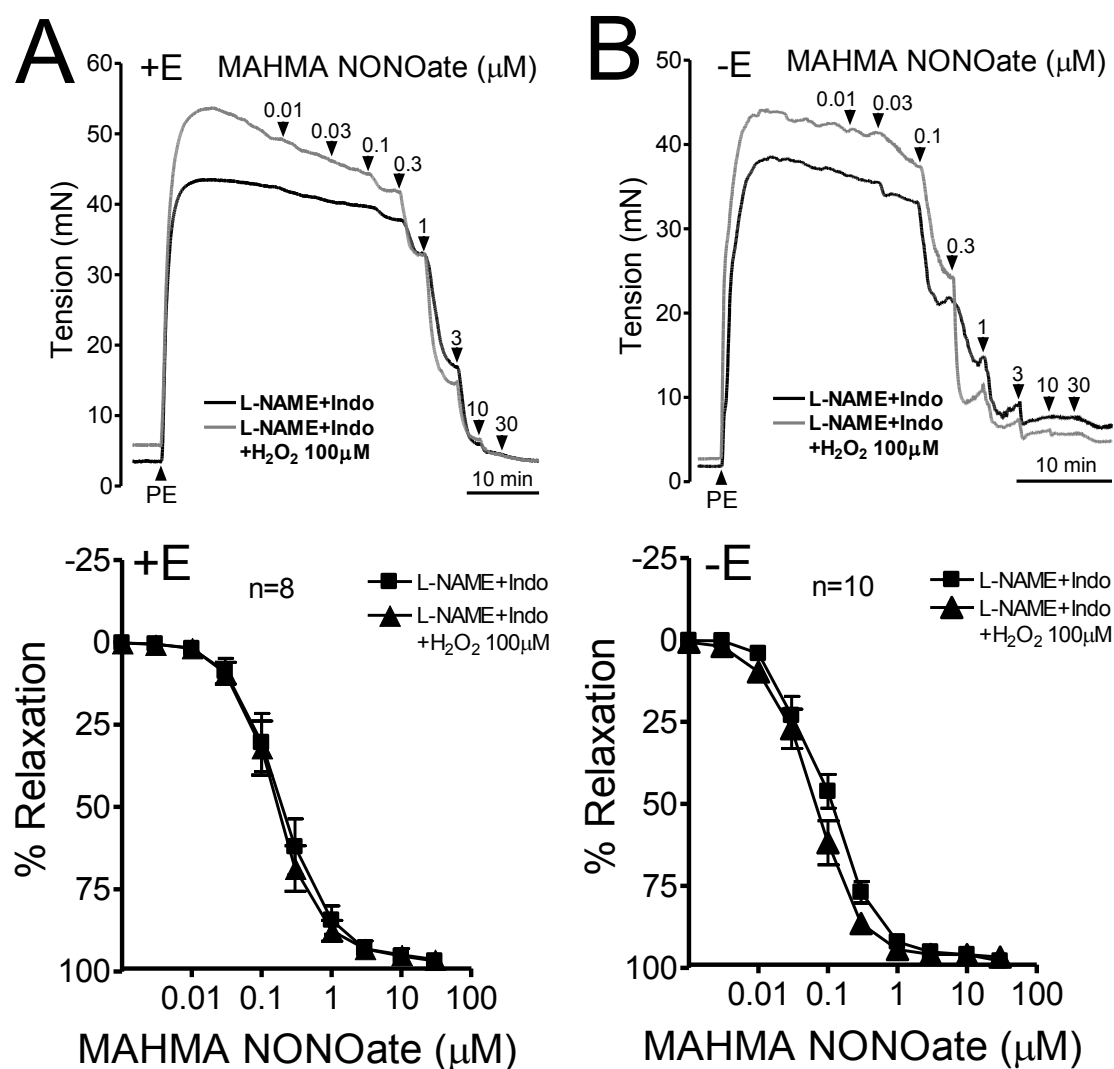 A
+E
MAHMA NONOate (μM)
60
50
40
30
20
10
0
Tension (mN)
0.01
0.03
0.1
0.3
1
3
10
30
L-NAME+Indo
L-NAME+Indo
+H₂O₂ 100μM
PE
10 min
B
-E
MAHMA NONOate (μM)
50
40
30
20
10
0
Tension (mN)
0.01
0.03
0.1
0.3
1
3
10
30
L-NAME+Indo
L-NAME+Indo
+H₂O₂ 100μM
PE
10 min
+E
n=8
L-NAME+Indo
L-NAME+Indo
+H₂O₂ 100μM
-25
0
25
50
75
100
% Relaxation
0.01 0.1 1 10 100
MAHMA NONOate (μM)
-E
n=10
L-NAME+Indo
L-NAME+Indo
+H₂O₂ 100μM
-25
0
25
50
75
100
% Relaxation
0.01 0.1 1 10 100
MAHMA NONOate (μM)